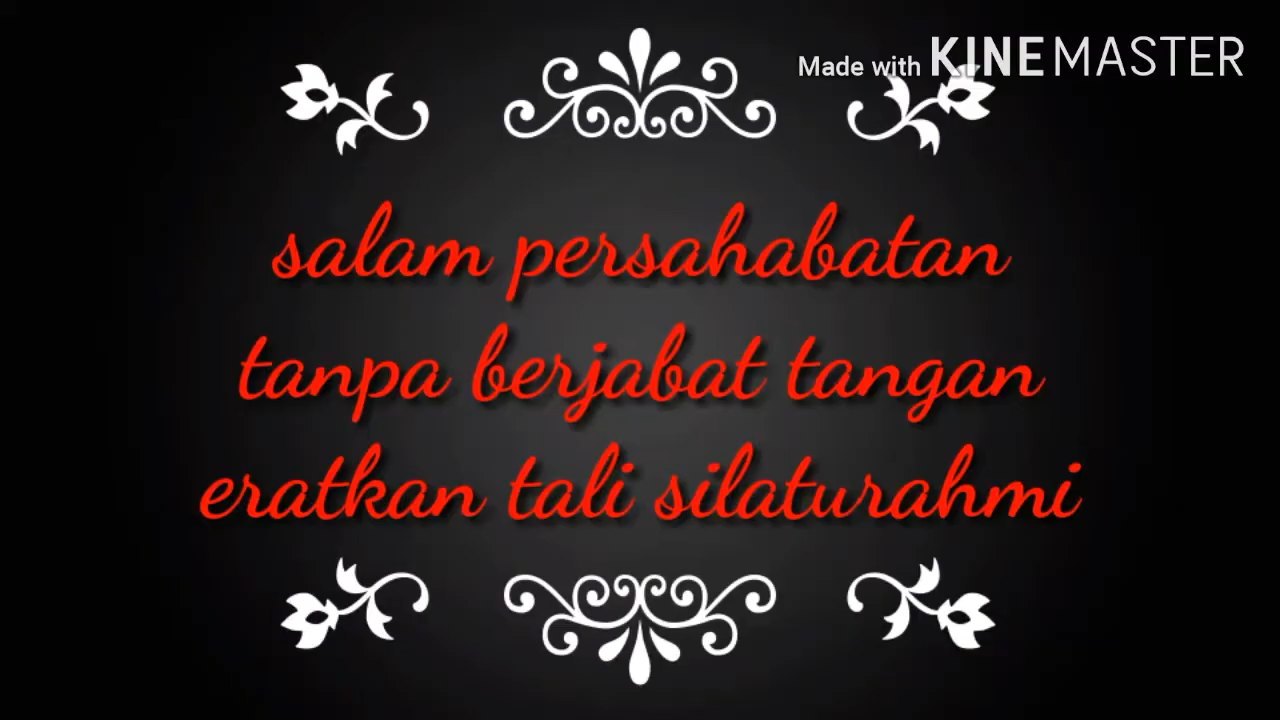 Made with KINEMASTER
salam persahabatan
tanpa berjabat tangan
eratkan tali silaturahmi